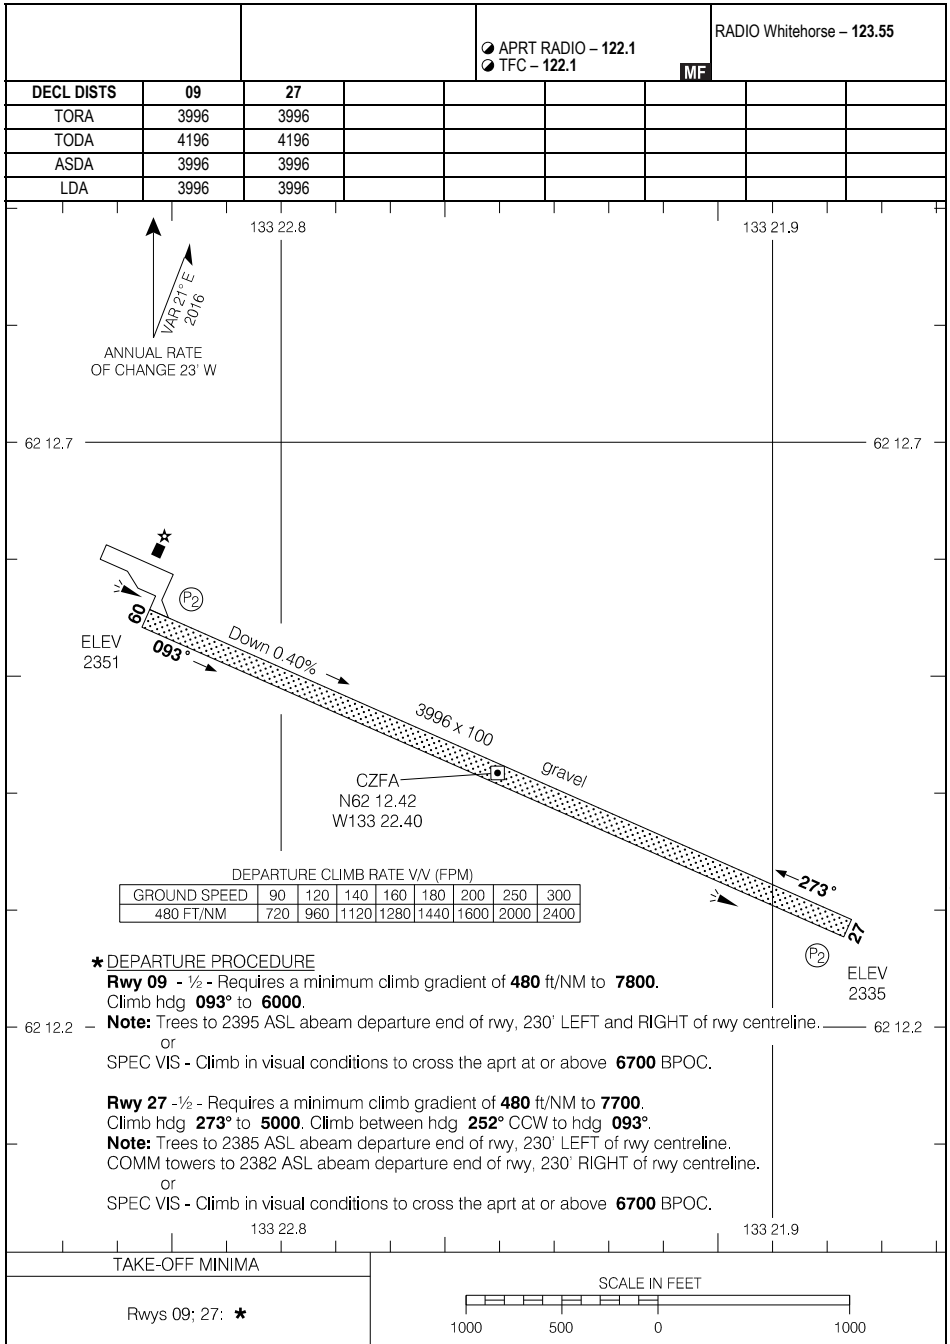 APRT RADIO – 122.1
TFC – 122.1
MF
RADIO Whitehorse – 123.55
DECL DISTS 09 27
TORA 3996 3996
TODA 4196 4196
ASDA 3996 3996
LDA 3996 3996
133 22.8 133 21.9
VAR 21° E
2016
ANNUAL RATE
OF CHANGE 23' W
62 12.7 62 12.7
P2
09
ELEV
2351
093°
Down 0.40%
3996 x 100
gravel
CZFA
N62 12.42
W133 22.40
273°
27
P2
ELEV
2335
DEPARTURE CLIMB RATE V/V (FPM)
GROUND SPEED 90 120 140 160 180 200 250 300
480 FT/NM 720 960 1120 1280 1440 1600 2000 2400
* DEPARTURE PROCEDURE
Rwy 09 - ½ - Requires a minimum climb gradient of 480 ft/NM to 7800.
Climb hdg 093° to 6000.
Note: Trees to 2395 ASL abeam departure end of rwy, 230' LEFT and RIGHT of rwy centreline.
62 12.2 62 12.2
or
SPEC VIS - Climb in visual conditions to cross the aprt at or above 6700 BPOC.
Rwy 27 -½ - Requires a minimum climb gradient of 480 ft/NM to 7700.
Climb hdg 273° to 5000. Climb between hdg 252° CCW to hdg 093°.
Note: Trees to 2385 ASL abeam departure end of rwy, 230' LEFT of rwy centreline.
COMM towers to 2382 ASL abeam departure end of rwy, 230' RIGHT of rwy centreline.
or
SPEC VIS - Climb in visual conditions to cross the aprt at or above 6700 BPOC.
133 22.8 133 21.9
TAKE-OFF MINIMA
Rwys 09; 27: *
SCALE IN FEET
1000 500 0 1000